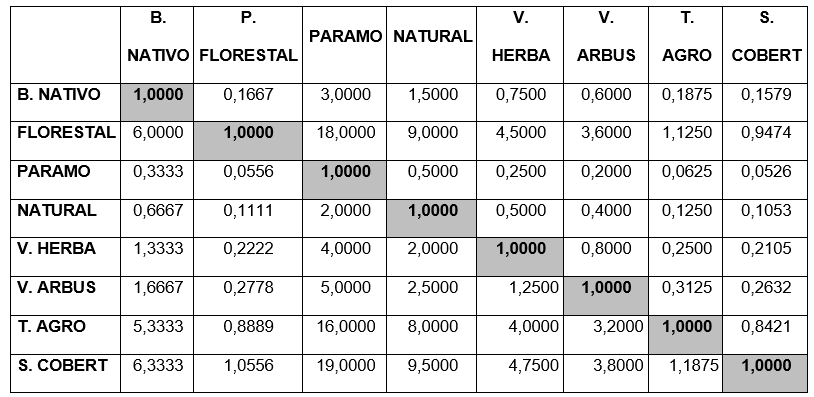 B. NATIVO P. FLORESTAL PARAMO NATURAL V. HERBA V. ARBUS T. AGRO S. COBERT
B. NATIVO 1,0000 0,1667 3,0000 1,5000 0,7500 0,6000 0,1875 0,1579
FLORESTAL 6,0000 1,0000 18,0000 9,0000 4,5000 3,6000 1,1250 0,9474
PARAMO 0,3333 0,0556 1,0000 0,5000 0,2500 0,2000 0,0625 0,0526
NATURAL 0,6667 0,1111 2,0000 1,0000 0,5000 0,4000 0,1250 0,1053
V. HERBA 1,3333 0,2222 4,0000 2,0000 1,0000 0,8000 0,2500 0,2105
V. ARBUS 1,6667 0,2778 5,0000 2,5000 1,2500 1,0000 0,3125 0,2632
T. AGRO 5,3333 0,8889 16,0000 8,0000 4,0000 3,2000 1,0000 0,8421
S. COBERT 6,3333 1,0556 19,0000 9,5000 4,7500 3,8000 1,1875 1,0000